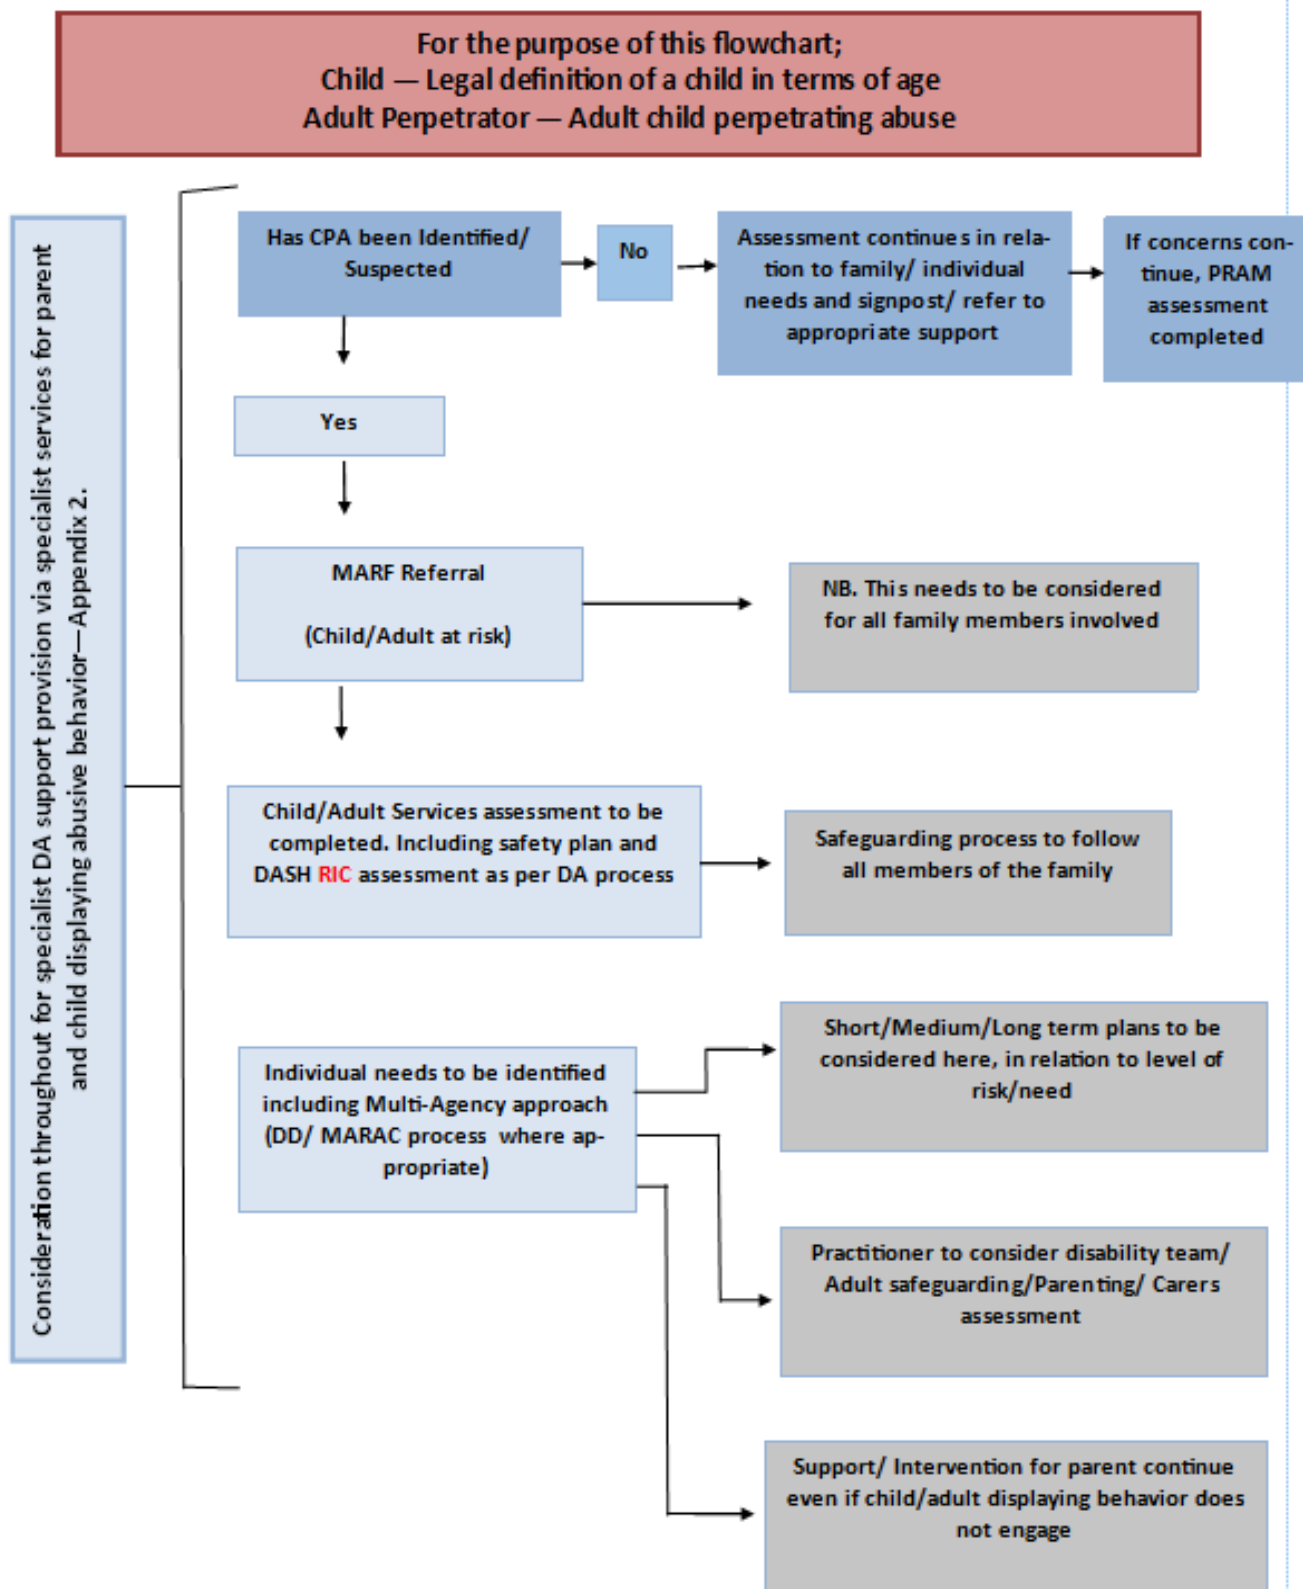 For the purpose of this flowchart;
Child — Legal definition of a child in terms of age
Adult Perpetrator — Adult child perpetrating abuse
Consideration throughout for specialist DA support provision via specialist services for parent
and child displaying abusive behavior—Appendix 2.
Has CPA been Identified/
Suspected
No
Assessment continues in rela-
tion to family/ individual
needs and signpost/ refer to
appropriate support
If concerns con-
tinue, PRAM
assessment
completed
Yes
MARF Referral
(Child/Adult at risk)
NB. This needs to be considered
for all family members involved
Child/Adult Services assessment to be
completed. Including safety plan and
DASH RIC assessment as per DA process
Safeguarding process to follow
all members of the family
Individual needs to be identified
including Multi-Agency approach
(DD/ MARAC process where ap-
propriate)
Short/Medium/Long term plans to be
considered here, in relation to level of
risk/need
Practitioner to consider disability team/
Adult safeguarding/Parenting/ Carers
assessment
Support/ Intervention for parent continue
even if child/adult displaying behavior does
not engage